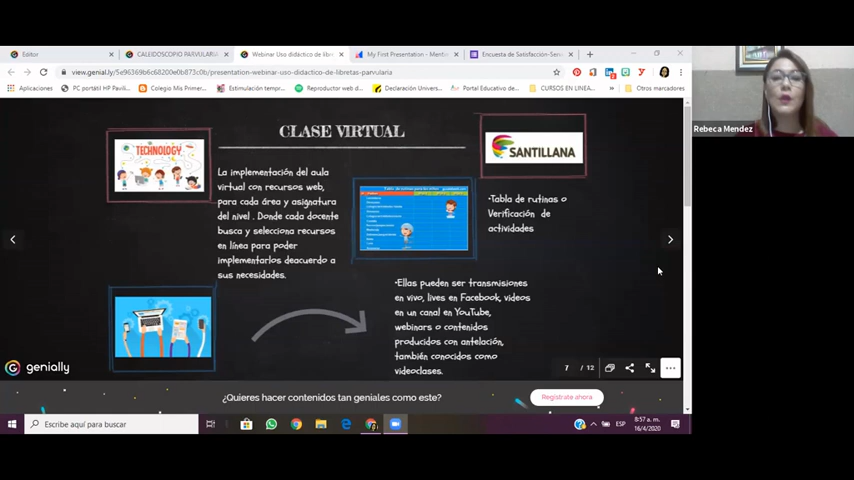 Editor
CALEIDOSCOPIO PARVULARIA
Webinar Uso didáctico de libre
My First Presentation - Menti
Encuesta de Satisfacción-Sem
view.genial.ly/5e96369b6c68200e0b873c0b/presentation-webinar-uso-didactico-de-libretas-parvularia
Aplicaciones
PC portátil HP Pavili...
Colegio Mis Primer...
Estimulación tempr...
Reproductor web d...
Declaración Univers...
Portal Educativo de...
CURSOS EN LINEA...
Otros marcadores
CLASE VIRTUAL
TECHNOLOGY
SANTILLANA
La implementación del aula
virtual con recursos web,
para cada área y asignatura
del nivel . Donde cada docente
busca y selecciona recursos
en línea para poder
implementarlos deacuerdo a
sus necesidades.
•Tabla de rutinas o
Verificación de
actividades
•Ellas pueden ser transmisiones
en vivo, lives en Facebook, videos
en un canal en YouTube,
webinars o contenidos
producidos con antelación,
también conocidos como
videoclases.
genially
7 / 12
¿Quieres hacer contenidos tan geniales como este?
Regístrate ahora
Escribe aquí para buscar
ESP
8:57 a. m.
16/4/2020
Rebeca Mendez